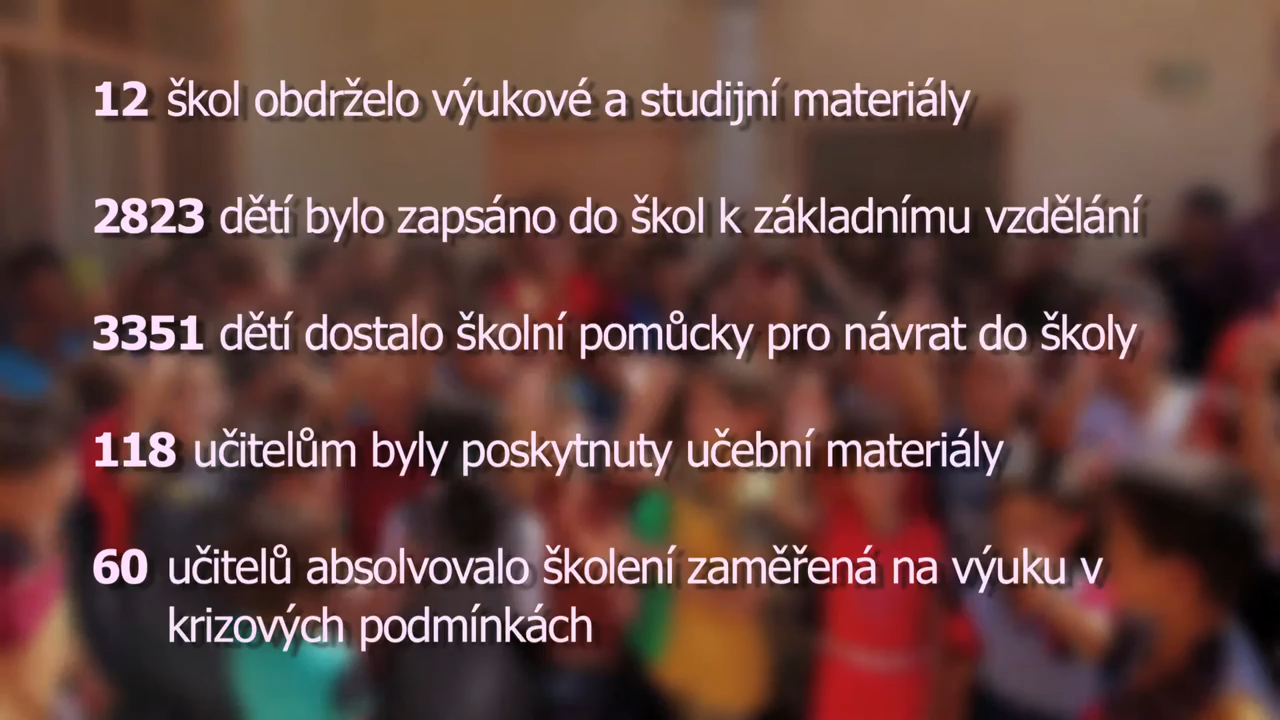 12 škol obdrželo výukové a studijní materiály
2823 dětí bylo zapsáno do škol k základnímu vzdělání
3351 dětí dostalo školní pomůcky pro návrat do školy
118 učitelům byly poskytnuty učební materiály
60 učitelů absolvovalo školení zaměřená na výuku v
krizových podmínkách